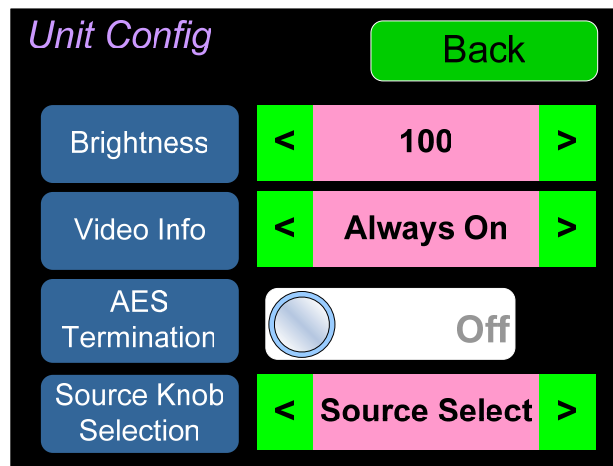 Unit Config
Back
Brightness
< 100 >
Video Info
< Always On >
AES
Termination
Off
Source Knob
Selection
< Source Select >